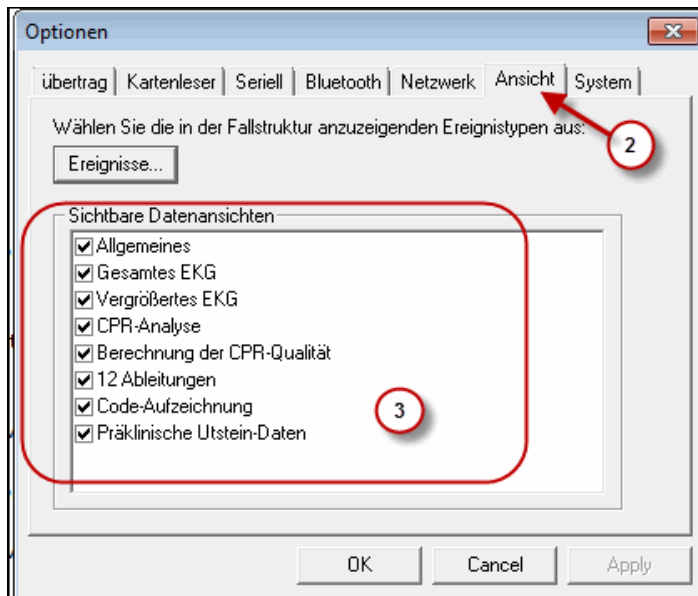 Optionen
übertrag Kartenleser Seriell Bluetooth Netzwerk Ansicht System
Wählen Sie die in der Fallstruktur anzuzeigenden Ereignistypen aus:
2
Ereignisse...
Sichtbare Datenansichten
Allgemeines
Gesamtes EKG
Vergrößertes EKG
CPR-Analyse
Berechnung der CPR-Qualität
12 Ableitungen
Code-Aufzeichnung
3
Präklinische Utstein-Daten
OK Cancel Apply